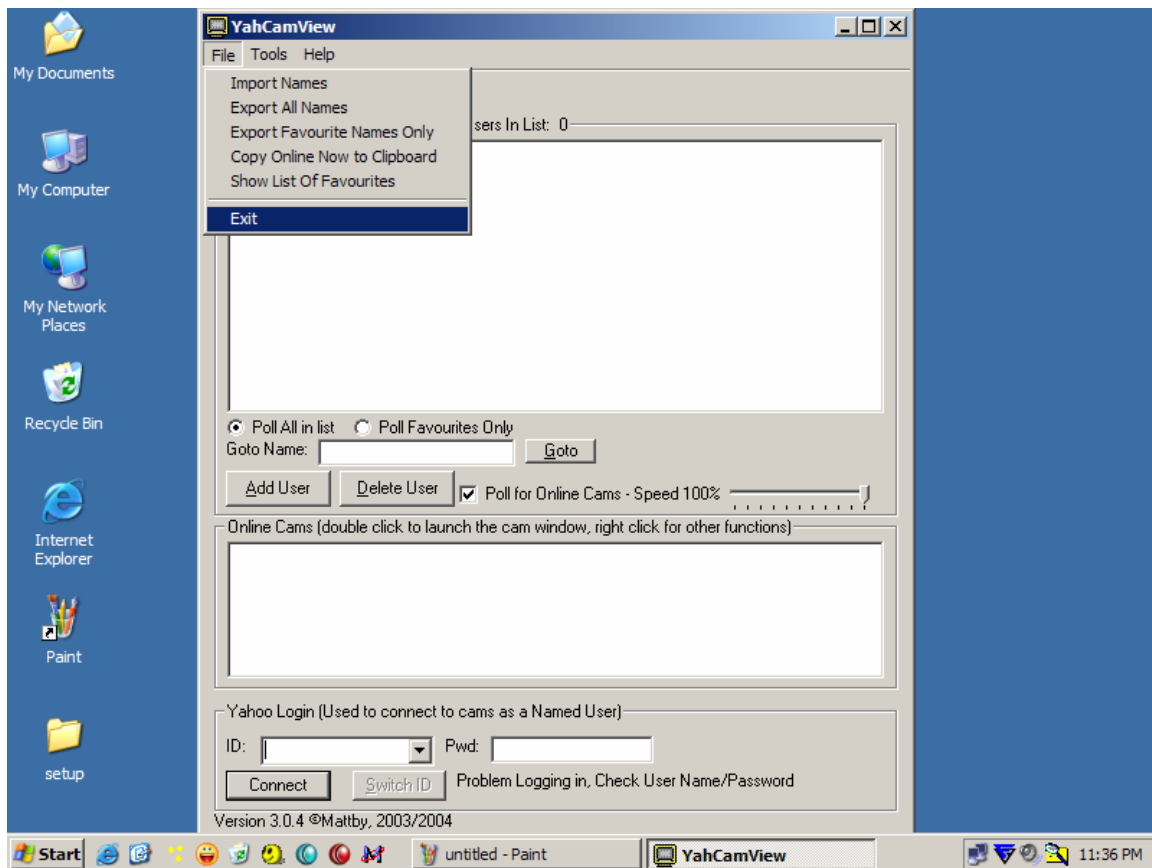 My Documents
My Computer
My Network
Places
Recycle Bin
Internet
Explorer
Paint
setup
YahCamView
File Tools Help
Import Names
Export All Names
Export Favourite Names Only
Copy Online Now to Clipboard
Show List Of Favourites
Exit
sers In List: 0
Poll All in list Poll Favourites Only
Goto Name: Goto
Add User Delete User Poll for Online Cams - Speed 100%
Online Cams (double click to launch the cam window, right click for other functions)
Yahoo Login (Used to connect to cams as a Named User)
ID: Pwd:
Connect Switch ID Problem Logging in, Check User Name/Password
Version 3.0.4 ©Mattby, 2003/2004
Start untitled - Paint YahCamView 11:36 PM